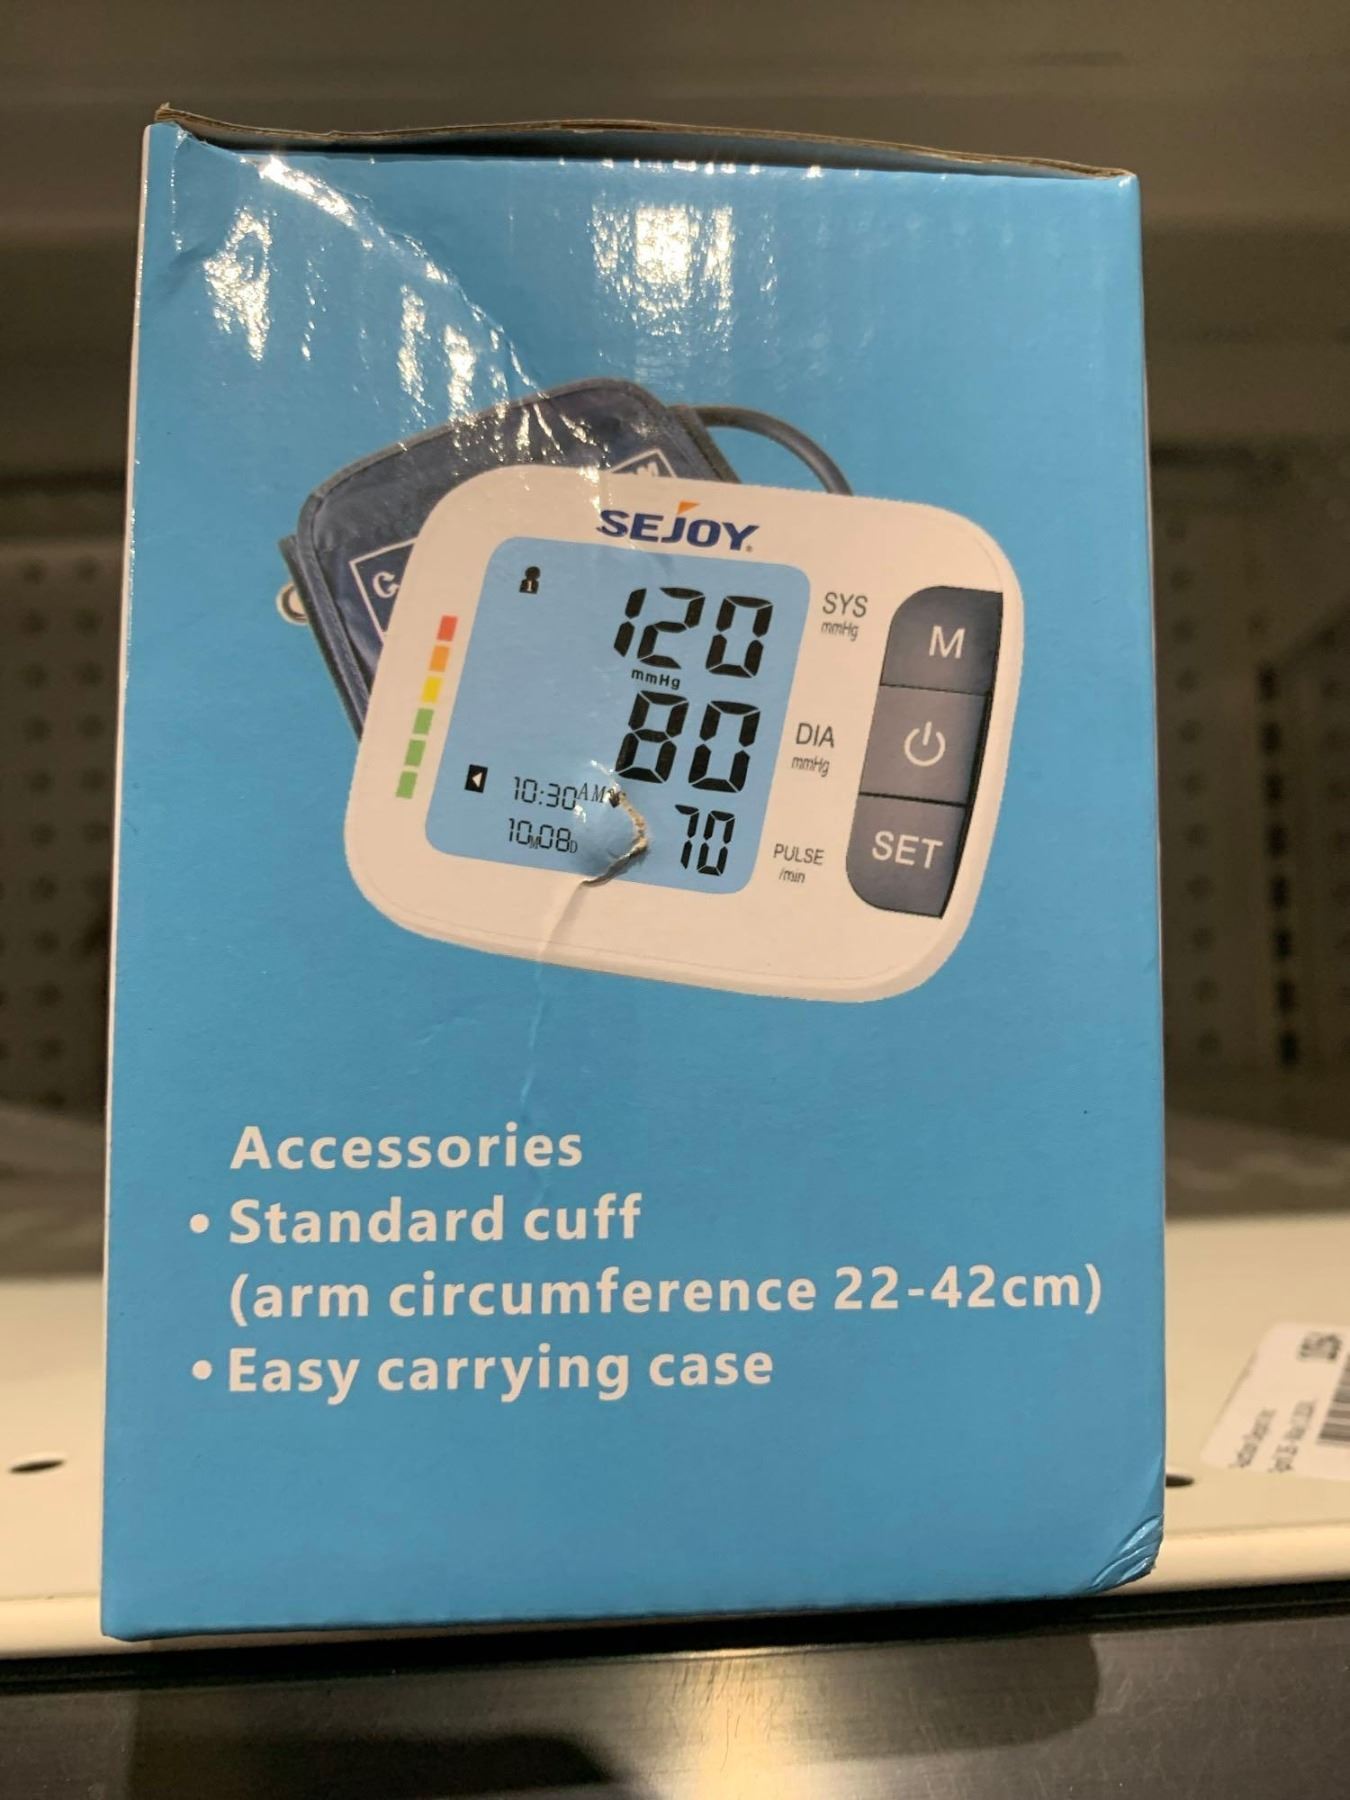 SEJOY
1
120
SYS
mmHg
mmHg
M
80
DIA
mmHg
10:30AM
10M08D
70
PULSE
/min
SET
Accessories
• Standard cuff
(arm circumference 22-42cm)
• Easy carrying case